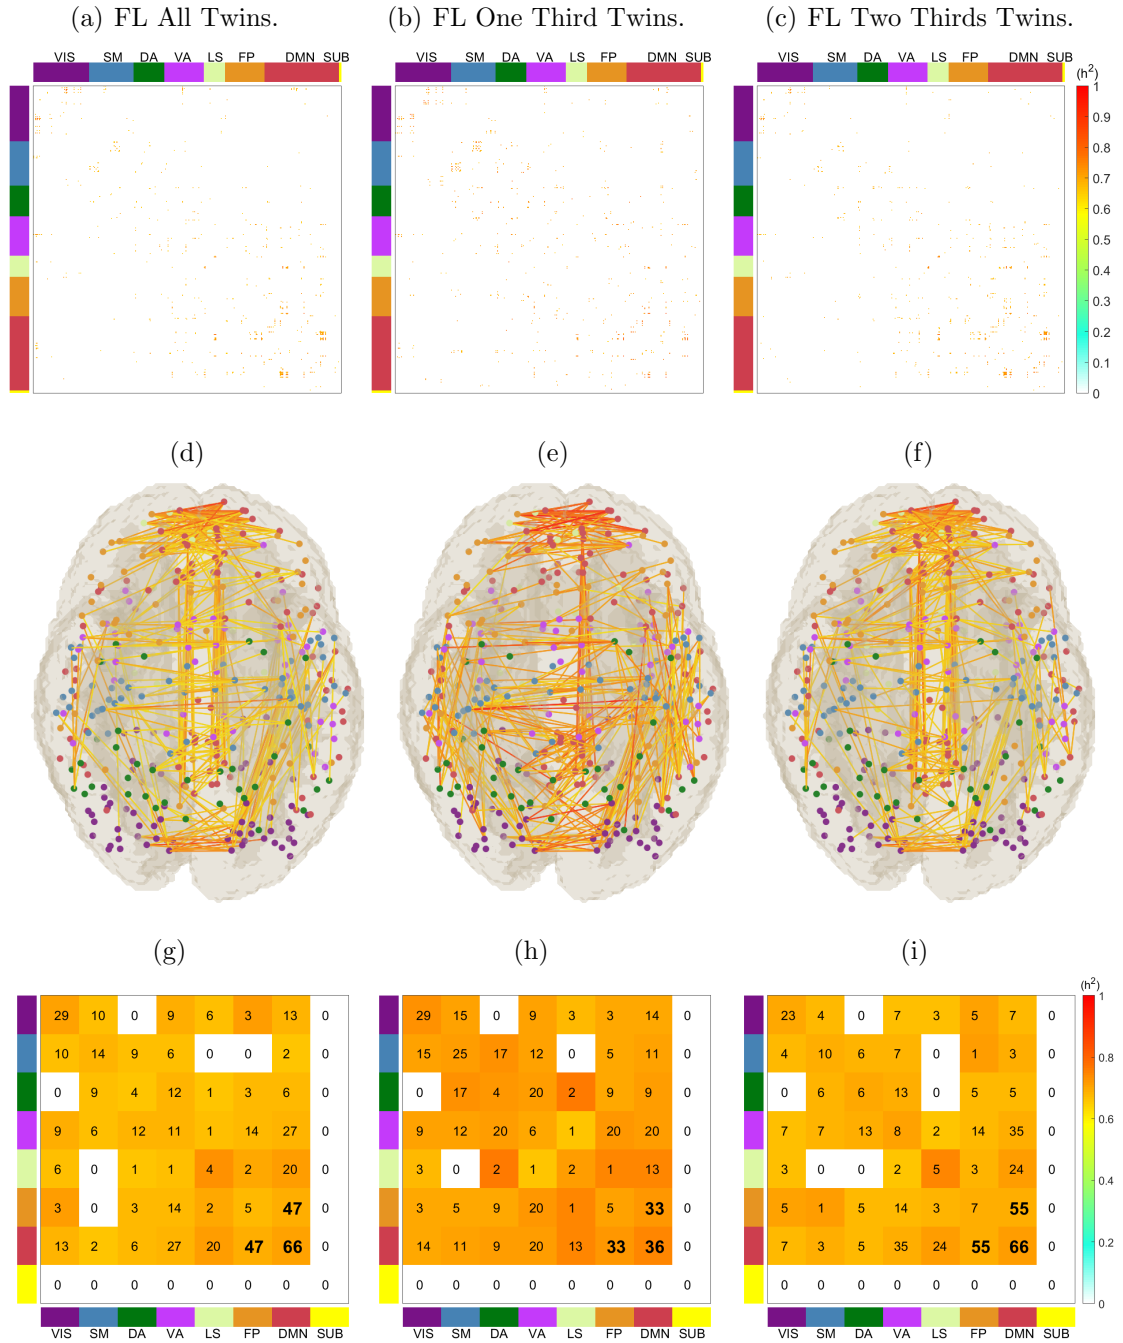 (a) FL All Twins. (b) FL One Third Twins. (c) FL Two Thirds Twins.
VIS SM DA VA LS FP DMN SUB VIS SM DA VA LS FP DMN SUB VIS SM DA VA LS FP DMN SUB
(h²)
1
0.9
0.8
0.7
0.6
0.5
0.4
0.3
0.2
0.1
0
(d) (e) (f)
(g) (h) (i)
(h²)
29 10 0 9 6 3 13 0 29 15 0 9 3 3 14 0 23 4 0 7 3 5 7 0 1
10 14 9 6 0 0 2 0 15 25 17 12 0 5 11 0 4 10 6 7 0 1 3 0 0.8
0 9 4 12 1 3 6 0 0 17 4 20 2 9 9 0 0 6 6 13 0 5 5 0
9 6 12 11 1 14 27 0 9 12 20 6 1 20 20 0 7 7 13 8 2 14 35 0 0.6
6 0 1 1 4 2 20 0 3 0 2 1 2 1 13 0 3 0 0 2 5 3 24 0 0.4
3 0 3 14 2 5 47 0 3 5 9 20 1 5 33 0 5 1 5 14 3 7 55 0
13 2 6 27 20 47 66 0 14 11 9 20 13 33 36 0 7 3 5 35 24 55 66 0 0.2
0 0 0 0 0 0 0 0 0 0 0 0 0 0 0 0 0 0 0 0 0 0 0 0 0
VIS SM DA VA LS FP DMN SUB VIS SM DA VA LS FP DMN SUB VIS SM DA VA LS FP DMN SUB